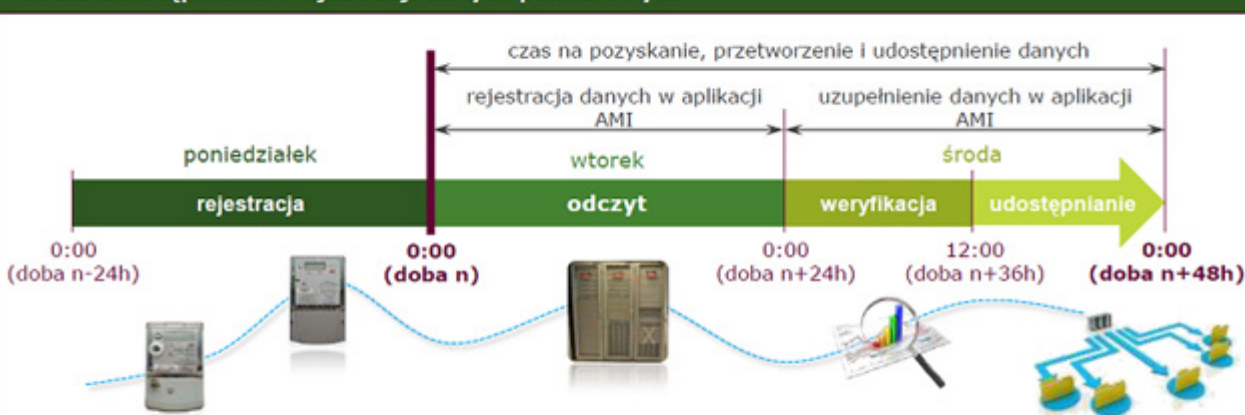 czas na pozyskanie, przetworzenie i udostępnienie danych
rejestracja danych w aplikacji
AMI
uzupełnienie danych w aplikacji
AMI
poniedziałek
wtorek
środa
rejestracja
odczyt
weryfikacja
udostępnianie
0:00
(doba n-24h)
0:00
(doba n)
0:00
(doba n+24h)
12:00
(doba n+36h)
0:00
(doba n+48h)